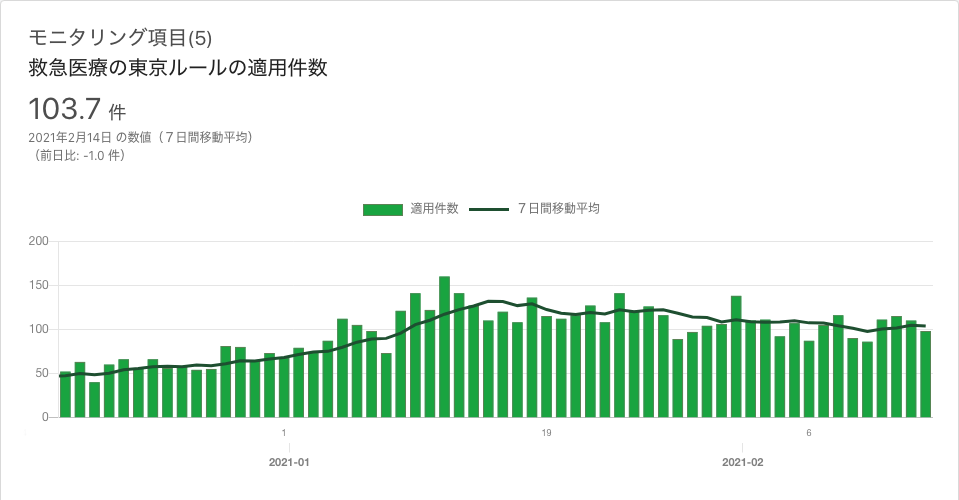 モニタリング項目(5)
救急医療の東京ルールの適用件数
103.7 件
2021年2月14日 の数値（７日間移動平均）
（前日比: -1.0 件）
適用件数 ７日間移動平均
200
150
100
50
0
1 19 6
2021-01 2021-02